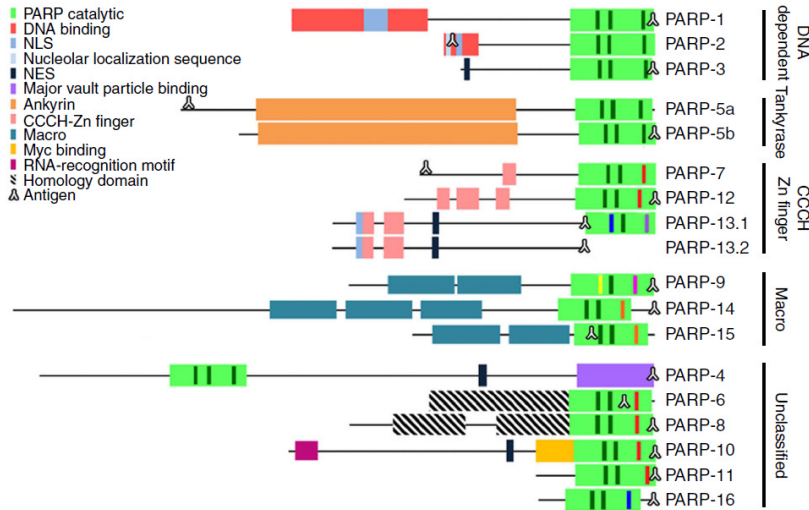 PARP catalytic
DNA binding
NLS
Nucleolar localization sequence
NES
Major vault particle binding
Ankyrin
CCCH-Zn finger
Macro
Myc binding
RNA-recognition motif
Homology domain
Antigen
PARP-1
PARP-2
PARP-3
DNA
dependent
PARP-5a
PARP-5b
Tankyrase
PARP-7
PARP-12
PARP-13.1
PARP-13.2
CCCH
Zn finger
PARP-9
PARP-14
PARP-15
Macro
PARP-4
PARP-6
PARP-8
PARP-10
PARP-11
PARP-16
Unclassified